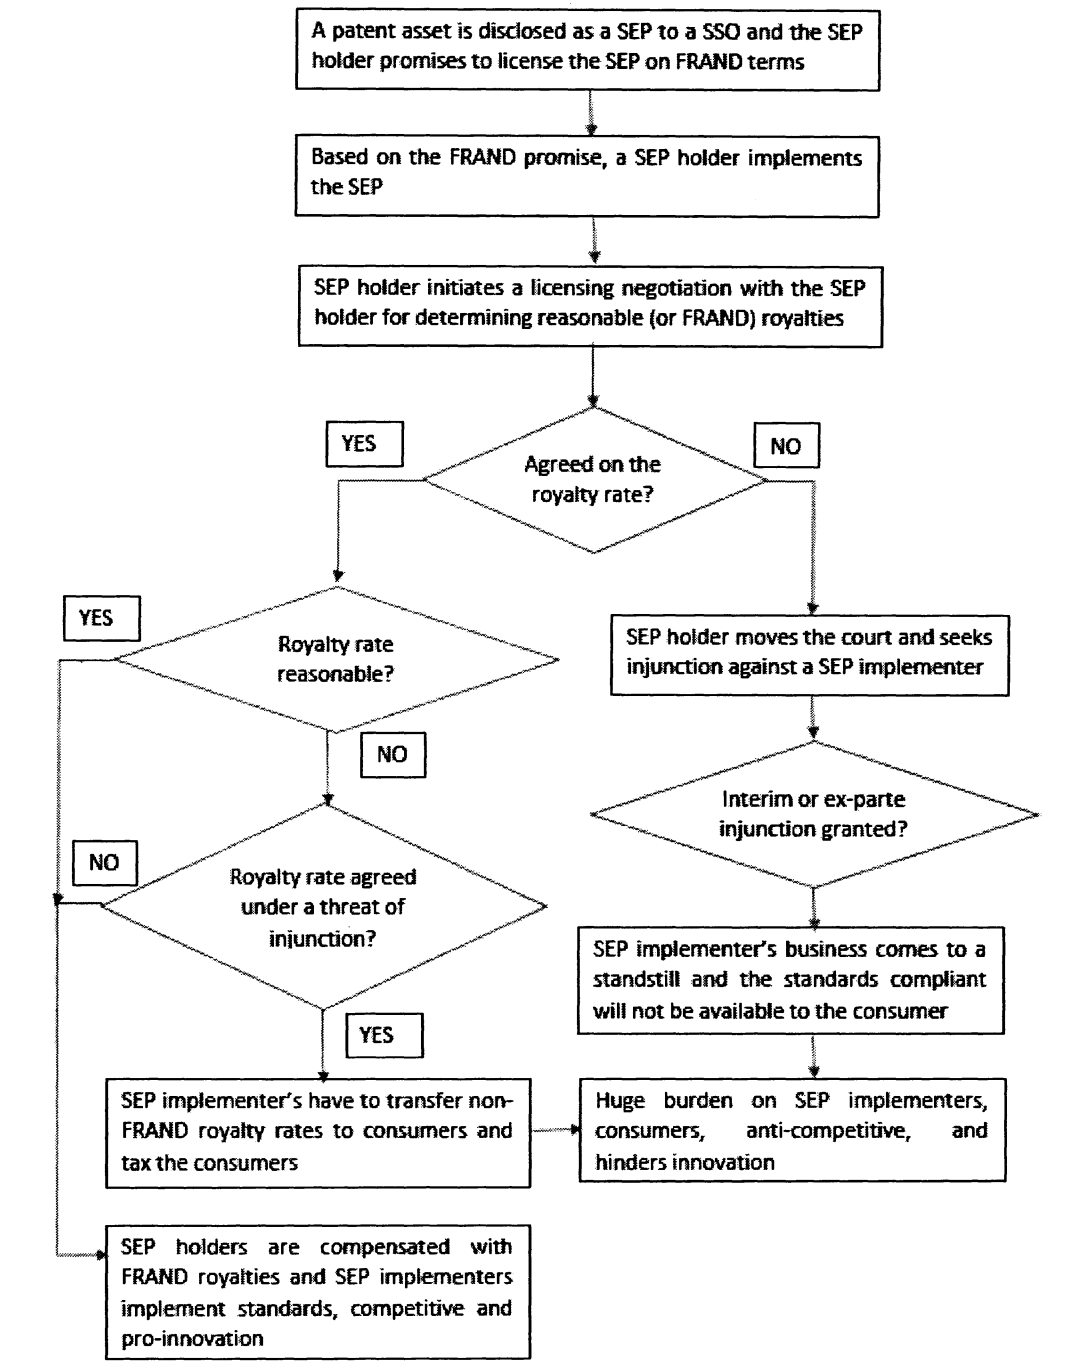 A patent asset is disclosed as a SEP to a SSO and the SEP
holder promises to license the SEP on FRAND terms
Based on the FRAND promise, a SEP holder implements
the SEP
SEP holder initiates a licensing negotiation with the SEP
holder for determining reasonable (or FRAND) royalties
YES
NO
Agreed on the
royalty rate?
YES
Royalty rate
reasonable?
SEP holder moves the court and seeks
injunction against a SEP implementer
NO
Interim or ex-parte
injunction granted?
NO
Royalty rate agreed
under a threat of
injunction?
SEP implementer's business comes to a
standstill and the standards compliant
will not be available to the consumer
YES
SEP implementer's have to transfer non-
FRAND royalty rates to consumers and
tax the consumers
Huge burden on SEP implementers,
consumers, anti-competitive, and
hinders innovation
SEP holders are compensated with
FRAND royalties and SEP implementers
implement standards, competitive and
pro-innovation